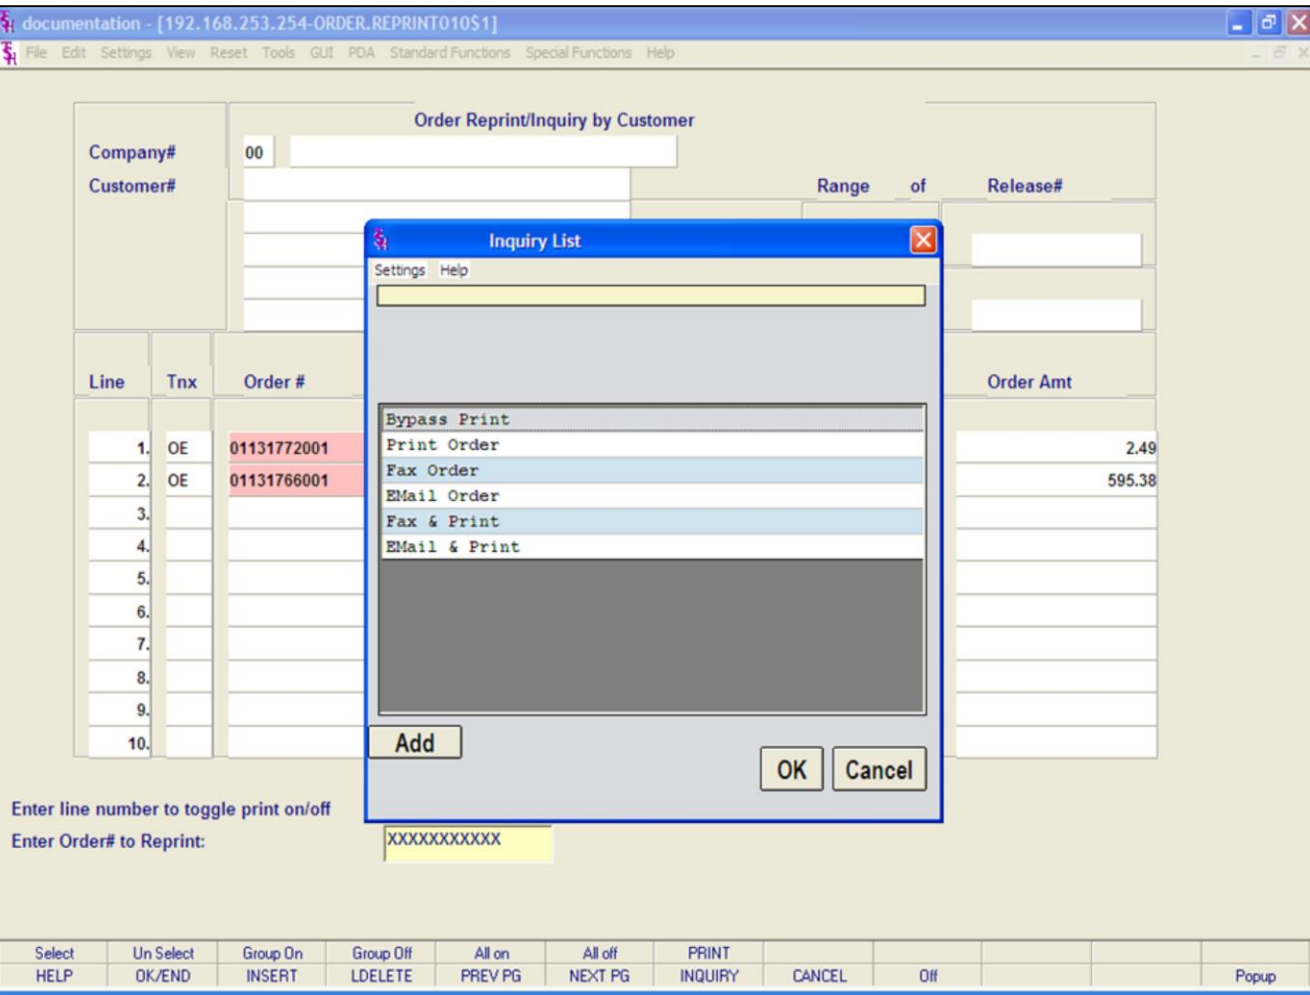 documentation - [192.168.253.254-ORDER.REPRINT010$1]
File Edit Settings View Reset Tools GUI PDA Standard Functions Special Functions Help
Order Reprint/Inquiry by Customer
Company# 00
Customer# Range of Release#
Inquiry List
Settings Help
Line Tnx Order # Order Amt
Bypass Print
Print Order
Fax Order
EMail Order
Fax & Print
EMail & Print
1. OE 01131772001 2.49
2. OE 01131766001 595.38
3.
4.
5.
6.
7.
8.
9.
10.
Add
OK Cancel
Enter line number to toggle print on/off
Enter Order# to Reprint: XXXXXXXXXXX
Select Un Select Group On Group Off All on All off PRINT
HELP OK/END INSERT LDELETE PREV PG NEXT PG INQUIRY CANCEL Off Popup